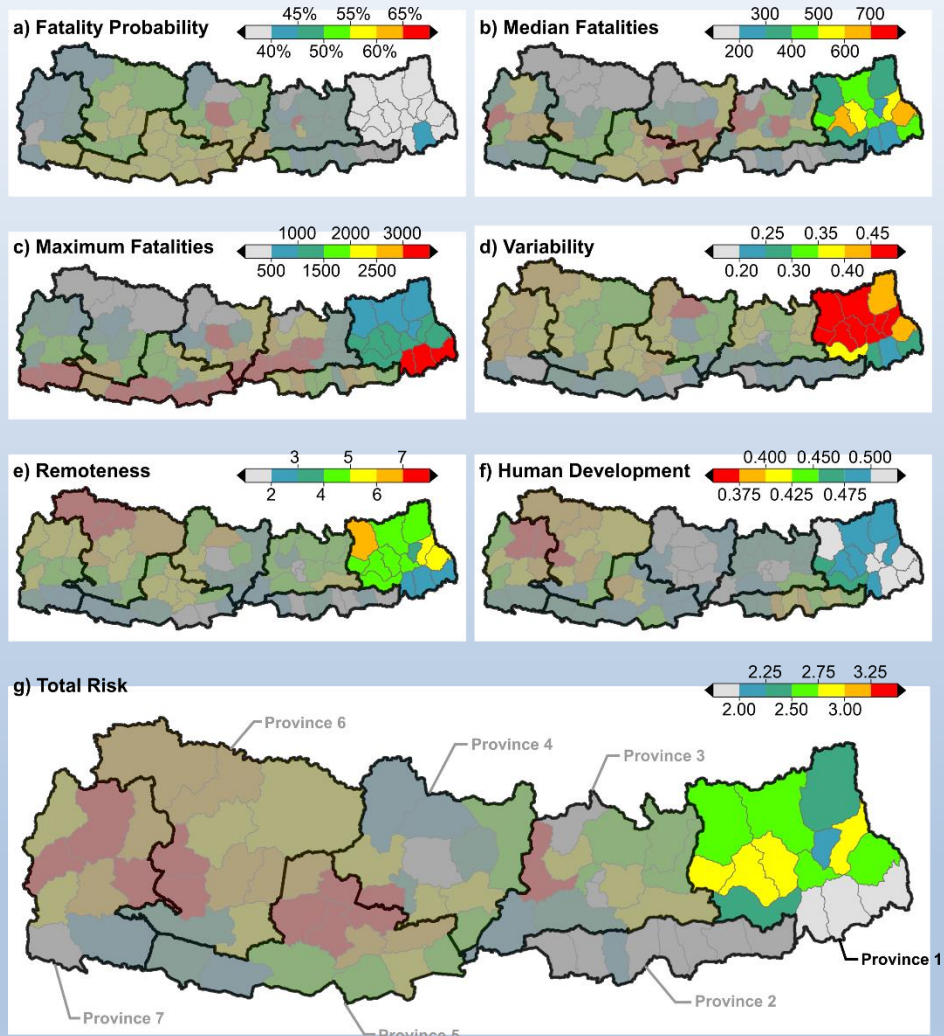 a) Fatality Probability
45% 55% 65%
40% 50% 60%
b) Median Fatalities
300 500 700
200 400 600
c) Maximum Fatalities
1000 2000 3000
500 1500 2500
d) Variability
0.25 0.35 0.45
0.20 0.30 0.40
e) Remoteness
3 5 7
2 4 6
f) Human Development
0.400 0.450 0.500
0.375 0.425 0.475
g) Total Risk
2.25 2.75 3.25
2.00 2.50 3.00
Province 6
Province 4
Province 3
Province 1
Province 2
Province 7
Province 5